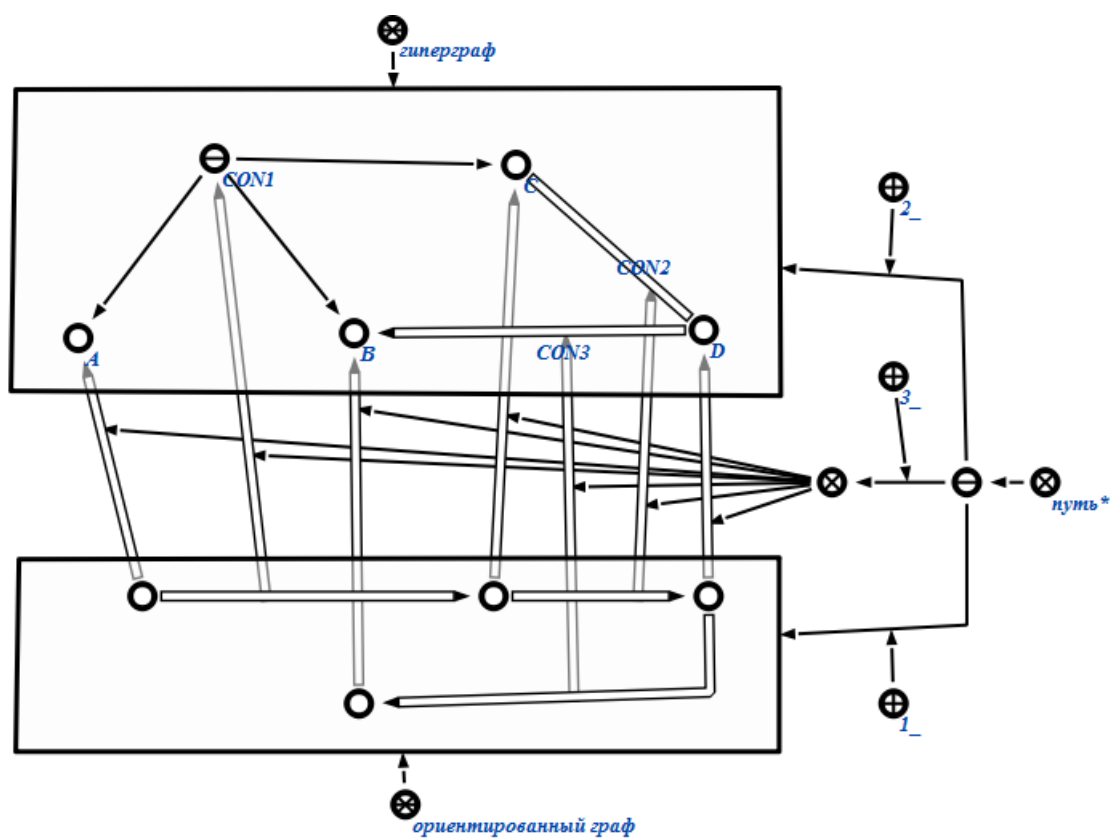 гиперграф
CON1
C
2_
CON2
A
B
CON3
D
3_
путь*
1_
ориентированный граф